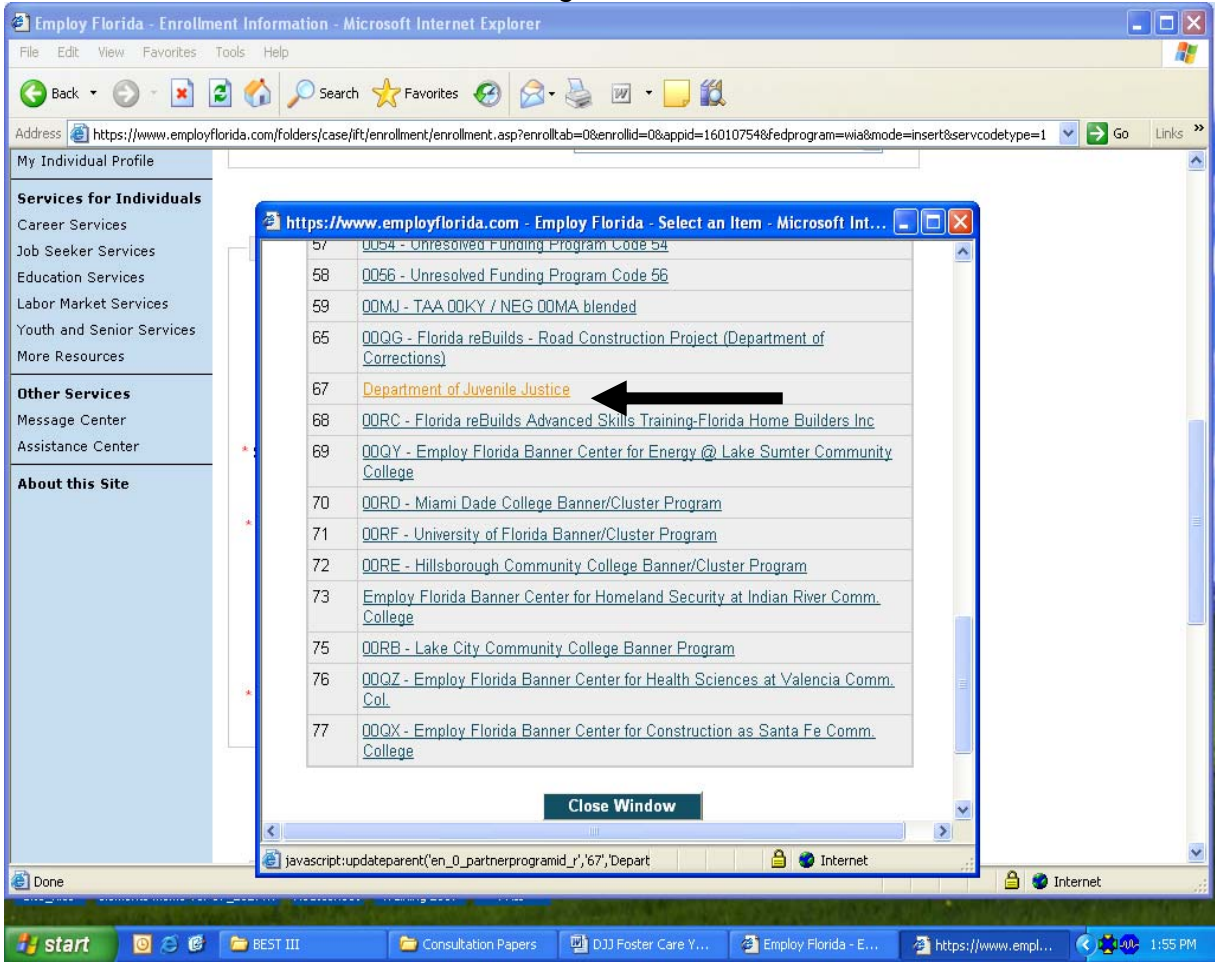 Employ Florida - Enrollment Information - Microsoft Internet Explorer
File Edit View Favorites Tools Help
Back Search Favorites
Address https://www.employflorida.com/folders/case/ift/enrollment/enrollment.asp?enrolltab=0&enrollid=0&appid=16010754&fedprogram=wia&mode=insert&servcodetype=1 Go Links »
My Individual Profile
Services for Individuals
Career Services
Job Seeker Services
Education Services
Labor Market Services
Youth and Senior Services
More Resources
Other Services
Message Center
Assistance Center
About this Site
*
*
*
https://www.employflorida.com - Employ Florida - Select an Item - Microsoft Int...
57 0054 - Unresolved Funding Program Code 54
58 0056 - Unresolved Funding Program Code 56
59 00MJ - TAA 00KY / NEG 00MA blended
65 00QG - Florida reBuilds - Road Construction Project (Department of
Corrections)
67 Department of Juvenile Justice
68 00RC - Florida reBuilds Advanced Skills Training-Florida Home Builders Inc
69 00QY - Employ Florida Banner Center for Energy @ Lake Sumter Community
College
70 00RD - Miami Dade College Banner/Cluster Program
71 00RF - University of Florida Banner/Cluster Program
72 00RE - Hillsborough Community College Banner/Cluster Program
73 Employ Florida Banner Center for Homeland Security at Indian River Comm.
College
75 00RB - Lake City Community College Banner Program
76 00QZ - Employ Florida Banner Center for Health Sciences at Valencia Comm.
Col.
77 00QX - Employ Florida Banner Center for Construction as Santa Fe Comm.
College
Close Window
javascript:updateparent('en_0_partnerprogramid_r','67','Depart Internet
Done Internet
start BEST III Consultation Papers DJJ Foster Care Y... Employ Florida - E... https://www.empl... 1:55 PM